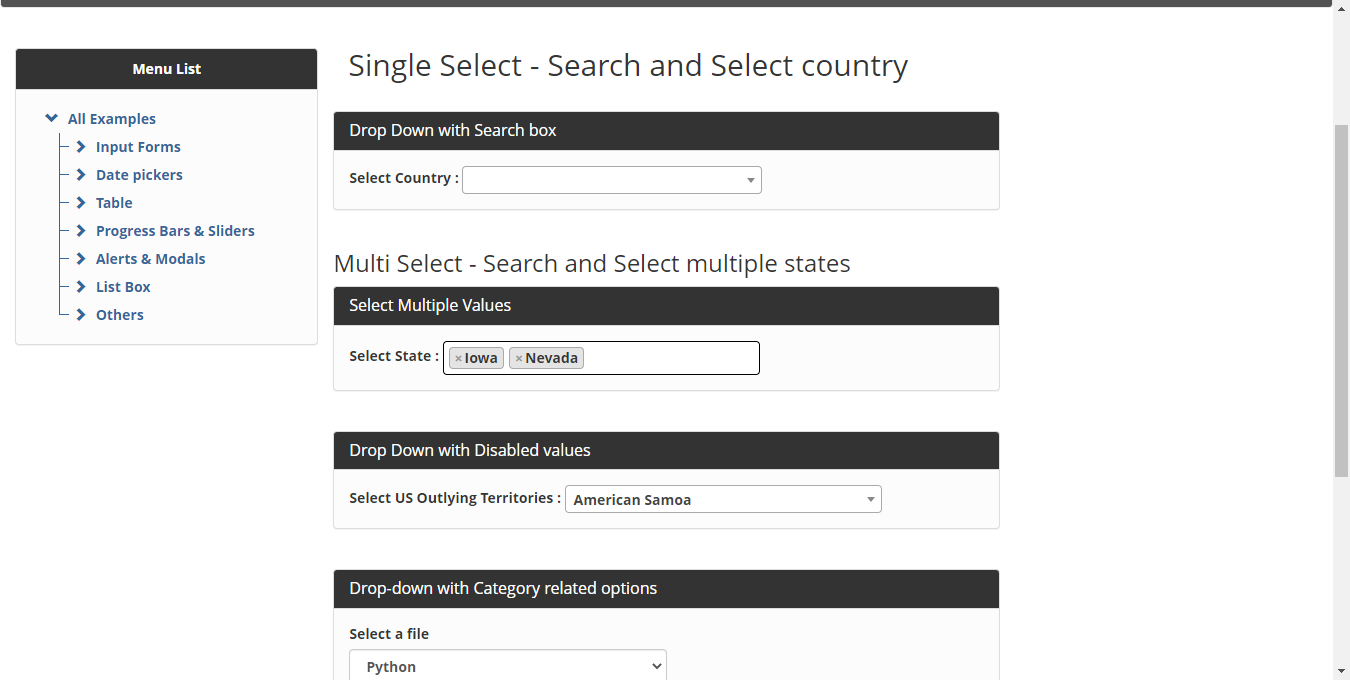 Menu List
All Examples
Input Forms
Date pickers
Table
Progress Bars & Sliders
Alerts & Modals
List Box
Others
Single Select - Search and Select country
Drop Down with Search box
Select Country :
Multi Select - Search and Select multiple states
Select Multiple Values
Select State : ×Iowa ×Nevada
Drop Down with Disabled values
Select US Outlying Territories : American Samoa
Drop-down with Category related options
Select a file
Python